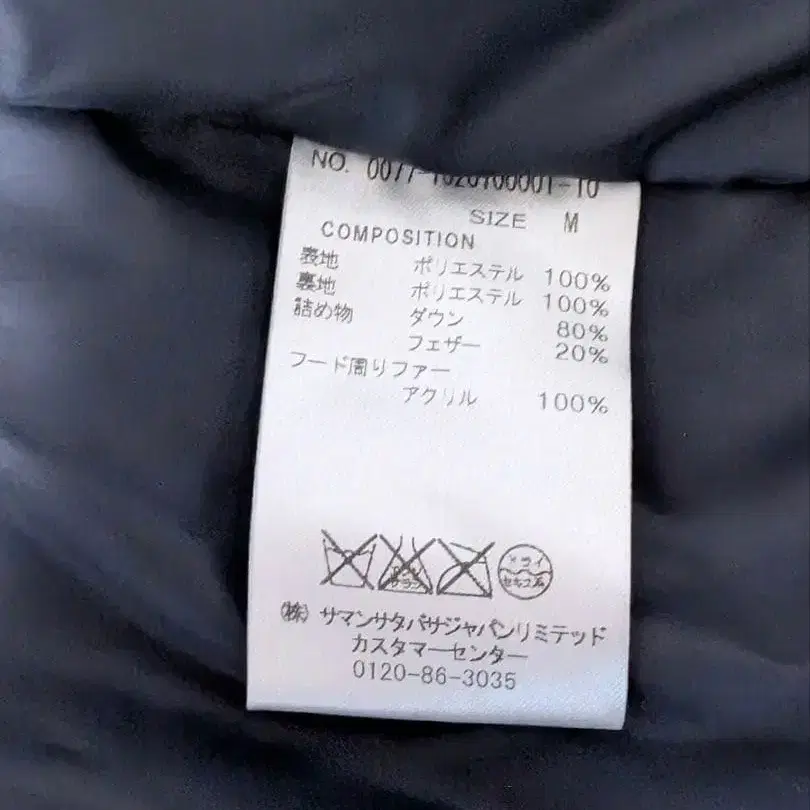 NO. 0077-1620100001-10
SIZE M
COMPOSITION
表地 ポリエステル 100%
裏地 ポリエステル 100%
詰め物 ダウン 80%
フェザー 20%
フード周りファー
アクリル 100%
ドライ
セキユ系
(株) サマンサタバサジャパンリミテッド
カスタマーセンター
0120-86-3035